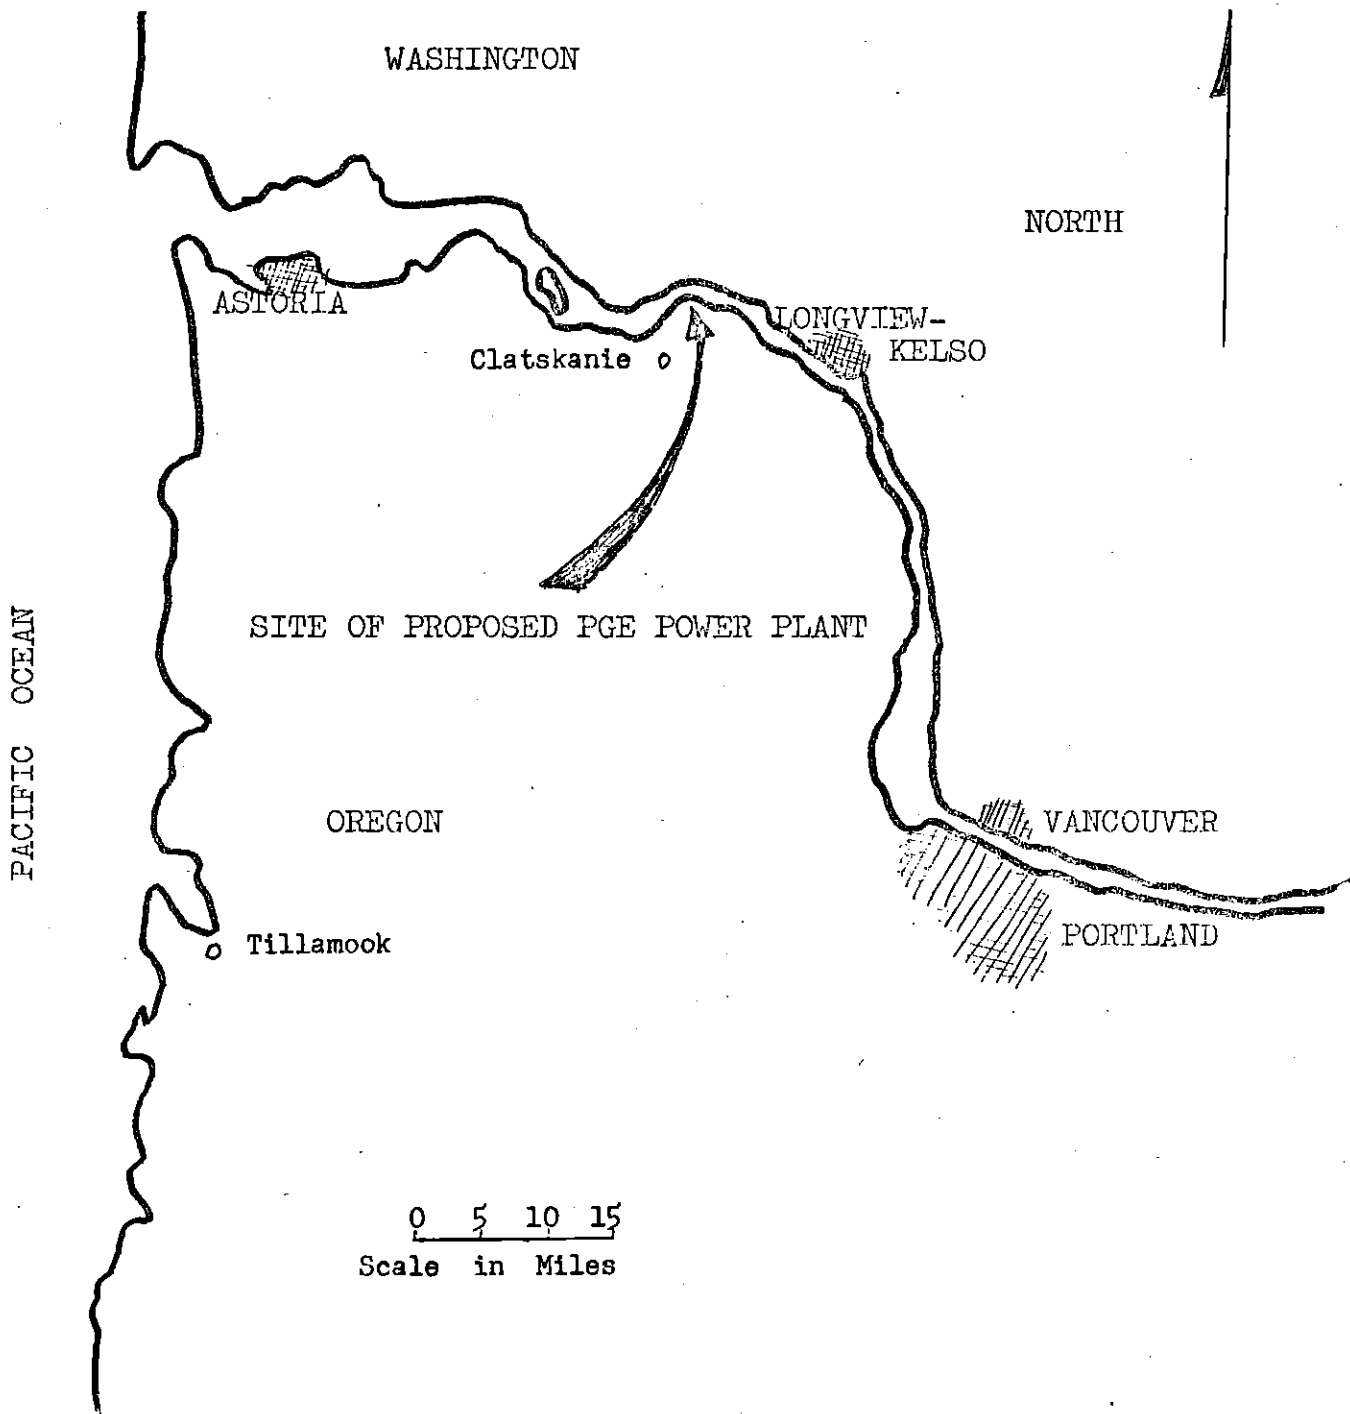 WASHINGTON
NORTH
ASTORIA
LONGVIEW-
KELSO
Clatskanie
SITE OF PROPOSED PGE POWER PLANT
PACIFIC OCEAN
OREGON
VANCOUVER
PORTLAND
Tillamook
0 5 10 15
Scale in Miles